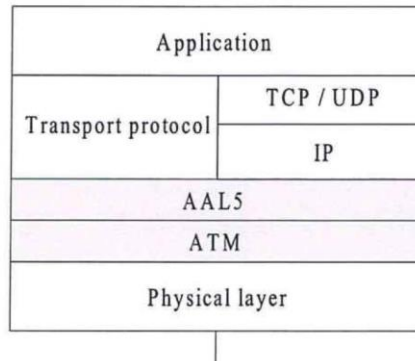 Application
Transport protocol
TCP / UDP
IP
AAL5
ATM
Physical layer